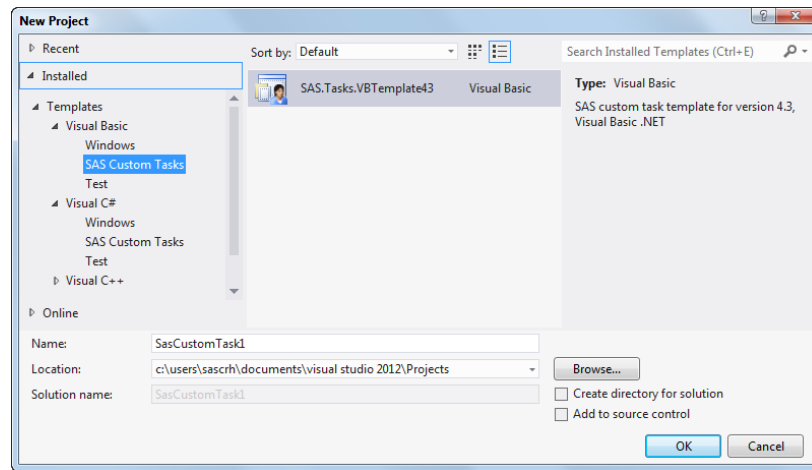 New Project
Recent
Installed
Templates
Visual Basic
Windows
SAS Custom Tasks
Test
Visual C#
Windows
SAS Custom Tasks
Test
Visual C++
Online
Sort by: Default
Search Installed Templates (Ctrl+E)
SAS.Tasks.VBTemplate43 Visual Basic
Type: Visual Basic
SAS custom task template for version 4.3,
Visual Basic .NET
Name: SasCustomTask1
Location: c:\users\sascrh\documents\visual studio 2012\Projects
Browse...
Solution name: SasCustomTask1
Create directory for solution
Add to source control
OK Cancel